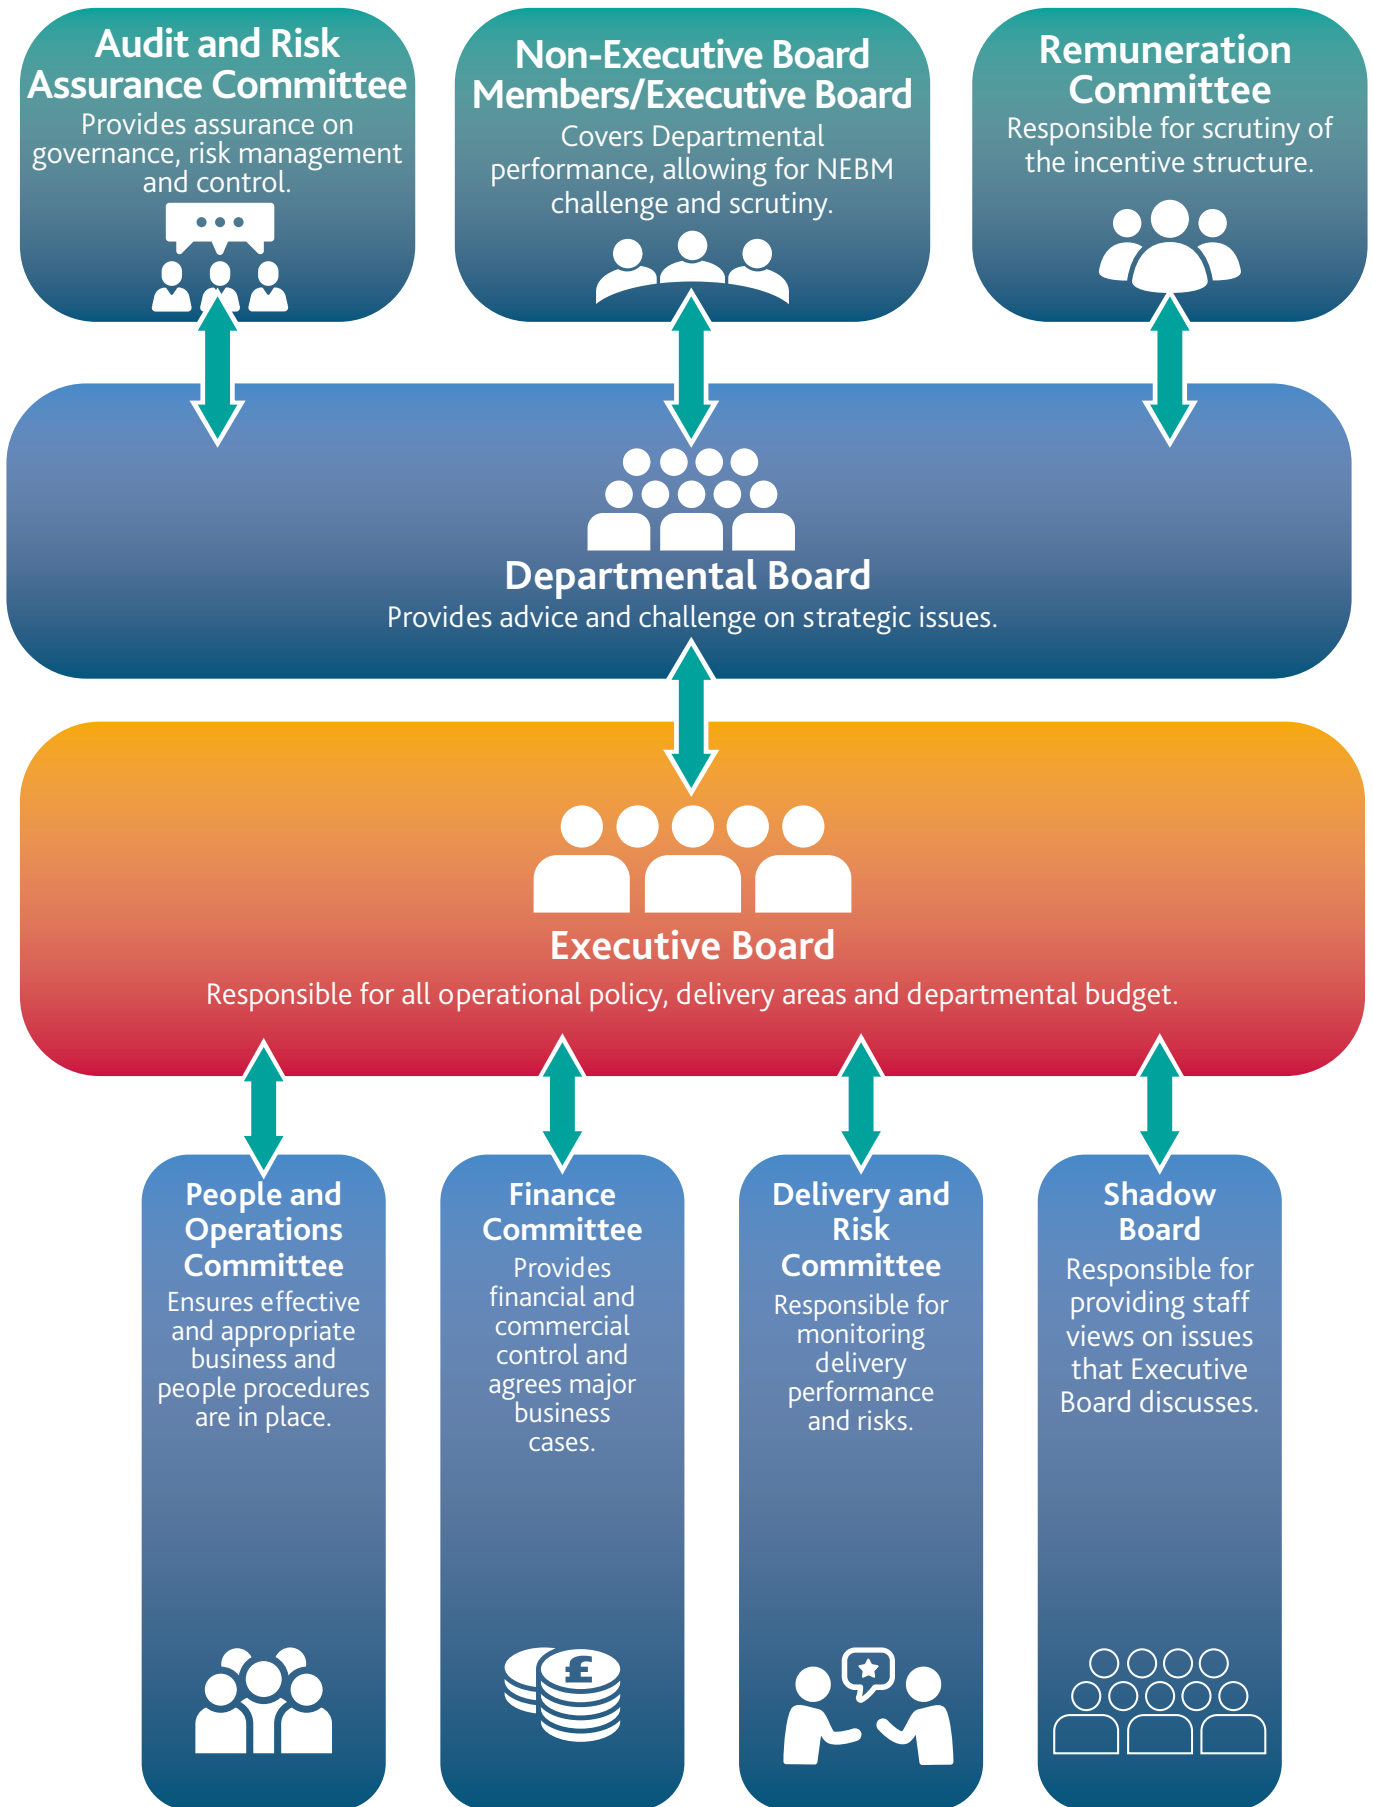 Audit and Risk
Assurance Committee
Provides assurance on
governance, risk management
and control.
Non-Executive Board
Members/Executive Board
Covers Departmental
performance, allowing for NEBM
challenge and scrutiny.
Remuneration
Committee
Responsible for scrutiny of
the incentive structure.
Departmental Board
Provides advice and challenge on strategic issues.
Executive Board
Responsible for all operational policy, delivery areas and departmental budget.
People and
Operations
Committee
Ensures effective
and appropriate
business and
people procedures
are in place.
Finance
Committee
Provides
financial and
commercial
control and
agrees major
business
cases.
£
Delivery and
Risk
Committee
Responsible for
monitoring
delivery
performance
and risks.
Shadow
Board
Responsible for
providing staff
views on issues
that Executive
Board discusses.